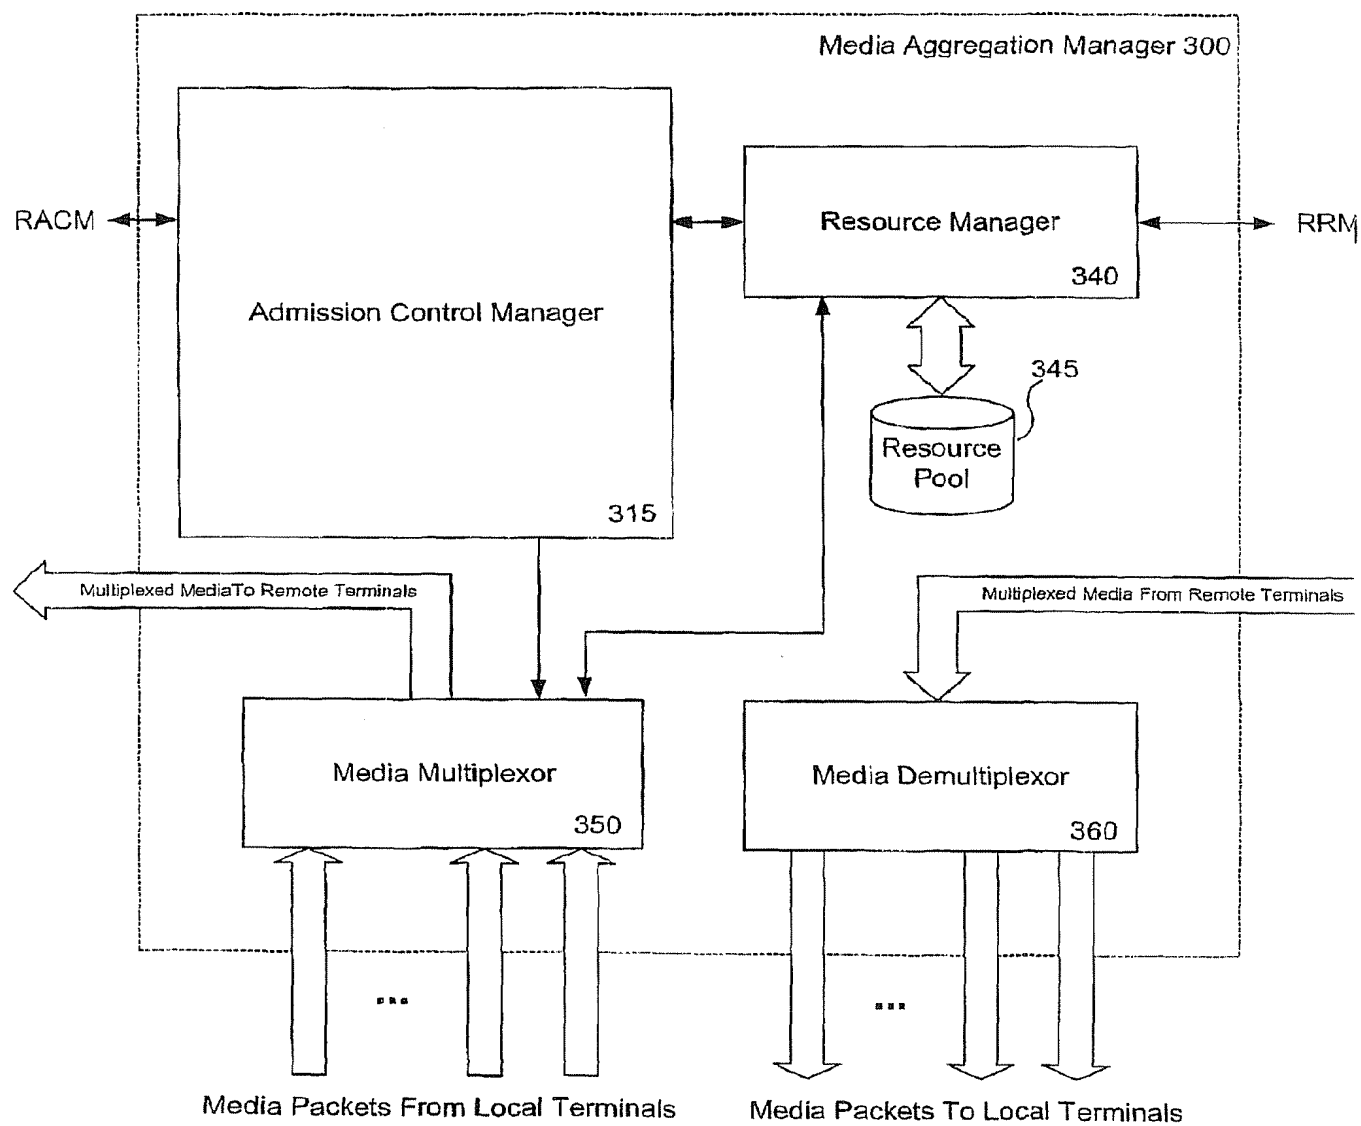 Media Aggregation Manager 300
RACM
Admission Control Manager
315
Resource Manager
340
RRM
345
Resource
Pool
Multiplexed MediaTo Remote Terminals
Multiplexed Media From Remote Terminals
Media Multiplexor
350
Media Demultiplexor
360
...
...
Media Packets From Local Terminals
Media Packets To Local Terminals